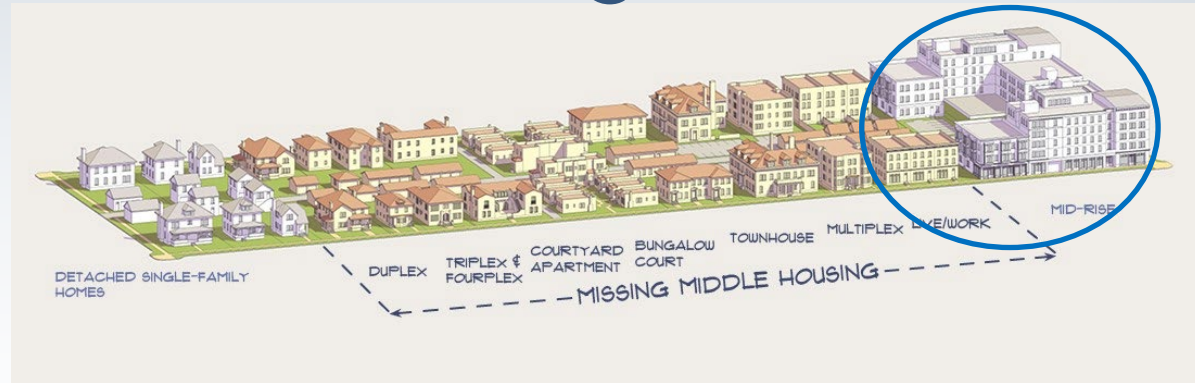 DETACHED SINGLE-FAMILY
HOMES
DUPLEX
TRIPLEX &
FOURPLEX
COURTYARD
APARTMENT
BUNGALOW
COURT
TOWNHOUSE
MULTIPLEX
LIVE/WORK
MID-RISE
MISSING MIDDLE HOUSING